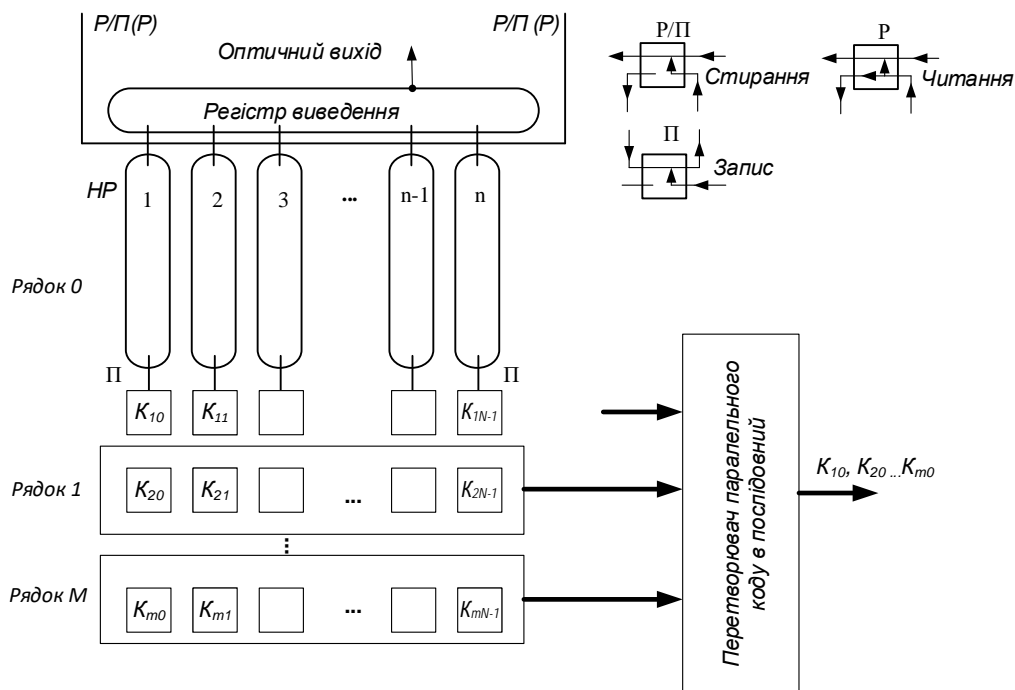 Р/П (Р)
Р/П (Р)
Оптичний вихід
Регістр виведення
Р/П
Стирання
Р
Читання
П
Запис
НР
1
2
3
...
n-1
n
Рядок 0
П
П
K10
K11
K1N-1
Рядок 1
K20
K21
...
K2N-1
Рядок М
Km0
Km1
...
KmN-1
Перетворювач паралельного
коду в послідовний
K10, K20 ...Km0